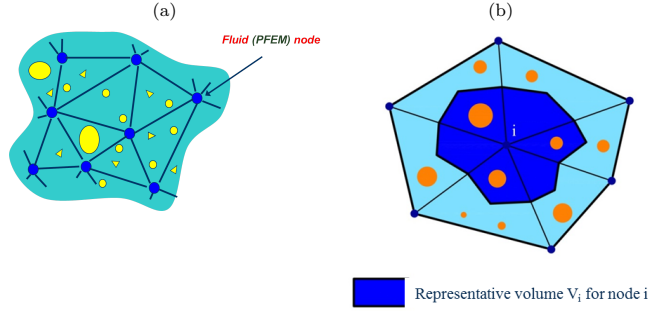 (a)
Fluid (PFEM) node
(b)
i
Representative volume Vi for node i